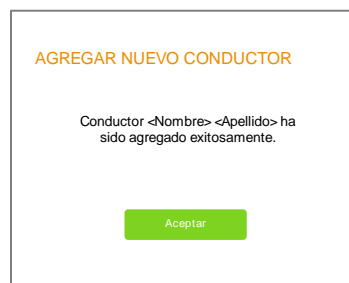 AGREGAR NUEVO CONDUCTOR
Conductor <Nombre> <Apellido> ha
sido agregado exitosamente.
Aceptar